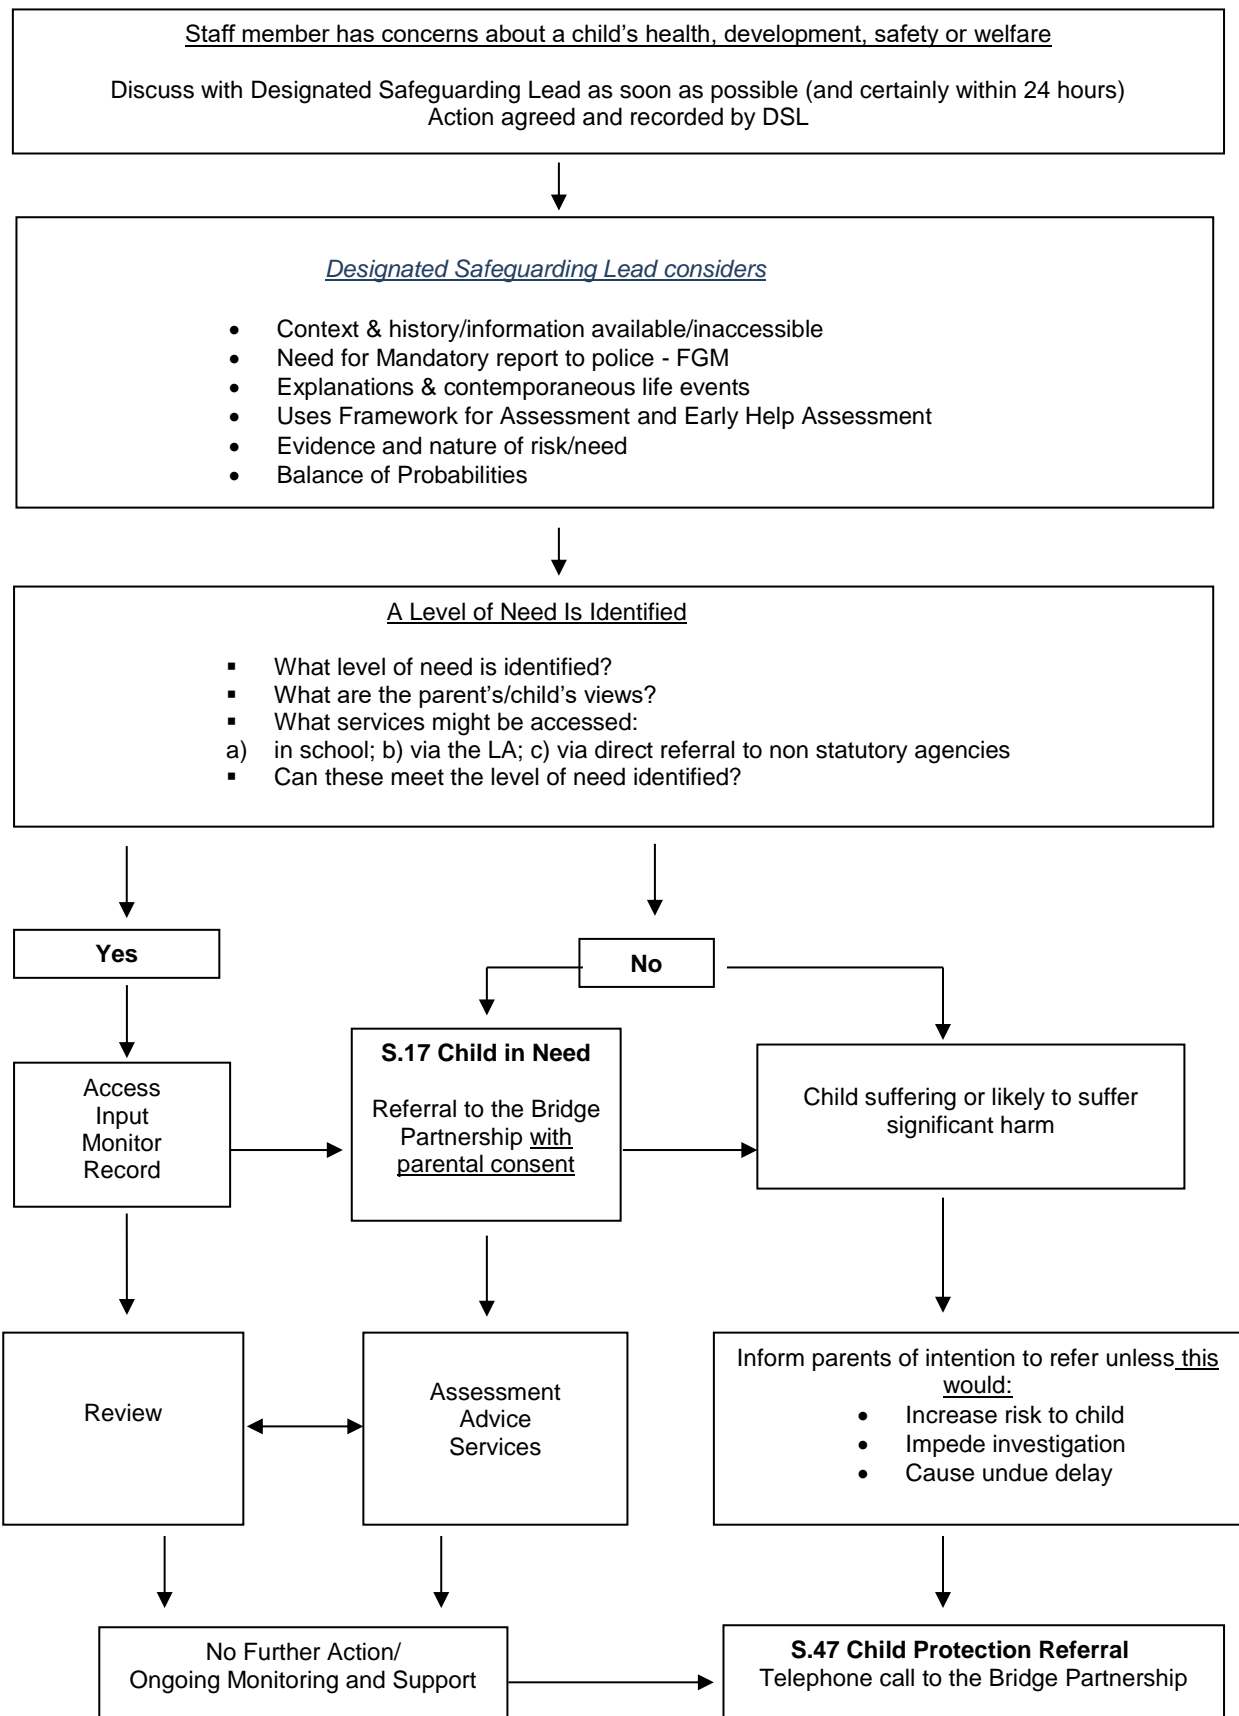 Staff member has concerns about a child’s health, development, safety or welfare
Discuss with Designated Safeguarding Lead as soon as possible (and certainly within 24 hours)
Action agreed and recorded by DSL
Designated Safeguarding Lead considers
• Context & history/information available/inaccessible
• Need for Mandatory report to police - FGM
• Explanations & contemporaneous life events
• Uses Framework for Assessment and Early Help Assessment
• Evidence and nature of risk/need
• Balance of Probabilities
A Level of Need Is Identified
▪ What level of need is identified?
▪ What are the parent’s/child’s views?
▪ What services might be accessed:
a) in school; b) via the LA; c) via direct referral to non statutory agencies
▪ Can these meet the level of need identified?
Yes
No
Access
Input
Monitor
Record
S.17 Child in Need
Referral to the Bridge
Partnership with
parental consent
Child suffering or likely to suffer
significant harm
Review
Assessment
Advice
Services
Inform parents of intention to refer unless this
would:
• Increase risk to child
• Impede investigation
• Cause undue delay
No Further Action/
Ongoing Monitoring and Support
S.47 Child Protection Referral
Telephone call to the Bridge Partnership